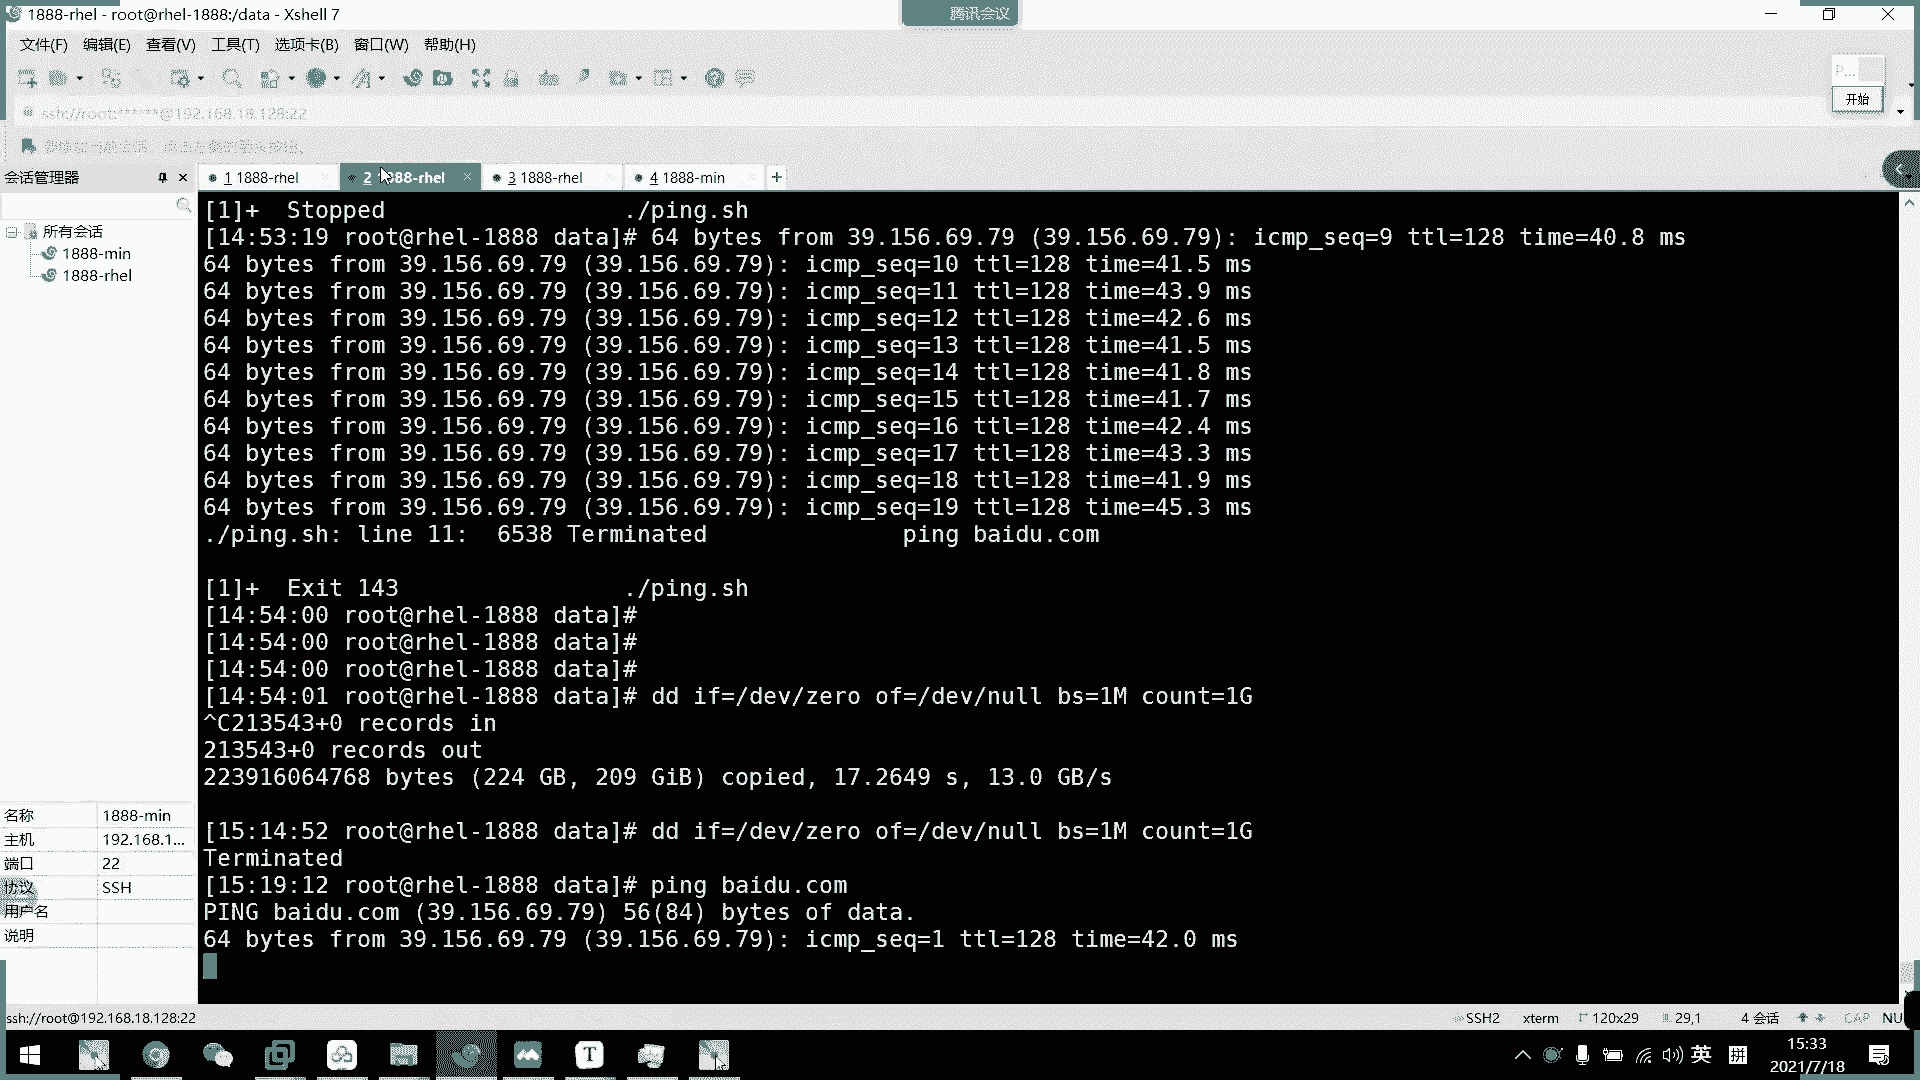 1888-rhel - root@rhel-1888:/data - Xshell 7
腾讯会议
文件(F) 编辑(E) 查看(V) 工具(T) 选项卡(B) 窗口(W) 帮助(H)
P...
开始
ssh://root:******@192.168.18.128:22
会话管理器
1 1888-rhel
2 1888-rhel
3 1888-rhel
4 1888-min
所有会话
1888-min
1888-rhel
[1]+  Stopped                 ./ping.sh
[14:53:19 root@rhel-1888 data]# 64 bytes from 39.156.69.79 (39.156.69.79): icmp_seq=9 ttl=128 time=40.8 ms
64 bytes from 39.156.69.79 (39.156.69.79): icmp_seq=10 ttl=128 time=41.5 ms
64 bytes from 39.156.69.79 (39.156.69.79): icmp_seq=11 ttl=128 time=43.9 ms
64 bytes from 39.156.69.79 (39.156.69.79): icmp_seq=12 ttl=128 time=42.6 ms
64 bytes from 39.156.69.79 (39.156.69.79): icmp_seq=13 ttl=128 time=41.5 ms
64 bytes from 39.156.69.79 (39.156.69.79): icmp_seq=14 ttl=128 time=41.8 ms
64 bytes from 39.156.69.79 (39.156.69.79): icmp_seq=15 ttl=128 time=41.7 ms
64 bytes from 39.156.69.79 (39.156.69.79): icmp_seq=16 ttl=128 time=42.4 ms
64 bytes from 39.156.69.79 (39.156.69.79): icmp_seq=17 ttl=128 time=43.3 ms
64 bytes from 39.156.69.79 (39.156.69.79): icmp_seq=18 ttl=128 time=41.9 ms
64 bytes from 39.156.69.79 (39.156.69.79): icmp_seq=19 ttl=128 time=45.3 ms
./ping.sh: line 11:  6538 Terminated              ping baidu.com
[1]+  Exit 143                ./ping.sh
[14:54:00 root@rhel-1888 data]#
[14:54:00 root@rhel-1888 data]#
[14:54:00 root@rhel-1888 data]#
[14:54:01 root@rhel-1888 data]# dd if=/dev/zero of=/dev/null bs=1M count=1G
^C213543+0 records in
213543+0 records out
223916064768 bytes (224 GB, 209 GiB) copied, 17.2649 s, 13.0 GB/s
[15:14:52 root@rhel-1888 data]# dd if=/dev/zero of=/dev/null bs=1M count=1G
Terminated
[15:19:12 root@rhel-1888 data]# ping baidu.com
PING baidu.com (39.156.69.79) 56(84) bytes of data.
64 bytes from 39.156.69.79 (39.156.69.79): icmp_seq=1 ttl=128 time=42.0 ms
名称 1888-min
主机 192.168.1...
端口 22
协议 SSH
用户名
说明
ssh://root@192.168.18.128:22
SSH2 xterm 120x29 29,1 4 会话 CAP NU
英 拼
15:33
2021/7/18